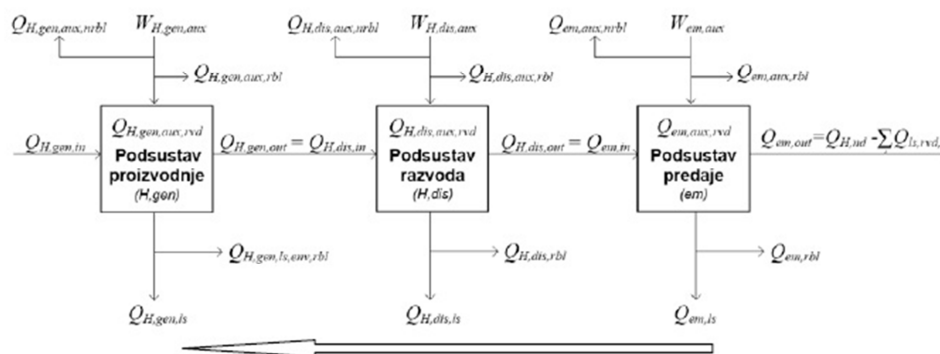 Q_H,gen,aux,nrbl W_H,gen,aux Q_H,dis,aux,nrbl W_H,dis,aux Q_em,aux,nrbl W_em,aux
Q_H,gen,aux,rbl Q_H,dis,aux,rbl Q_em,aux,rbl
Q_H,gen,in
Q_H,gen,aux,rvd
Podsustav
proizvodnje
(H,gen)
Q_H,gen,out = Q_H,dis,in
Q_H,dis,aux,rvd
Podsustav
razvoda
(H,dis)
Q_H,dis,out = Q_em,in
Q_em,aux,rvd
Podsustav
predaje
(em)
Q_em,out=Q_H,nd -∑Q_ls,rvd,
Q_H,gen,ls,env,rbl Q_H,dis,rbl Q_em,rbl
Q_H,gen,ls Q_H,dis,ls Q_em,ls